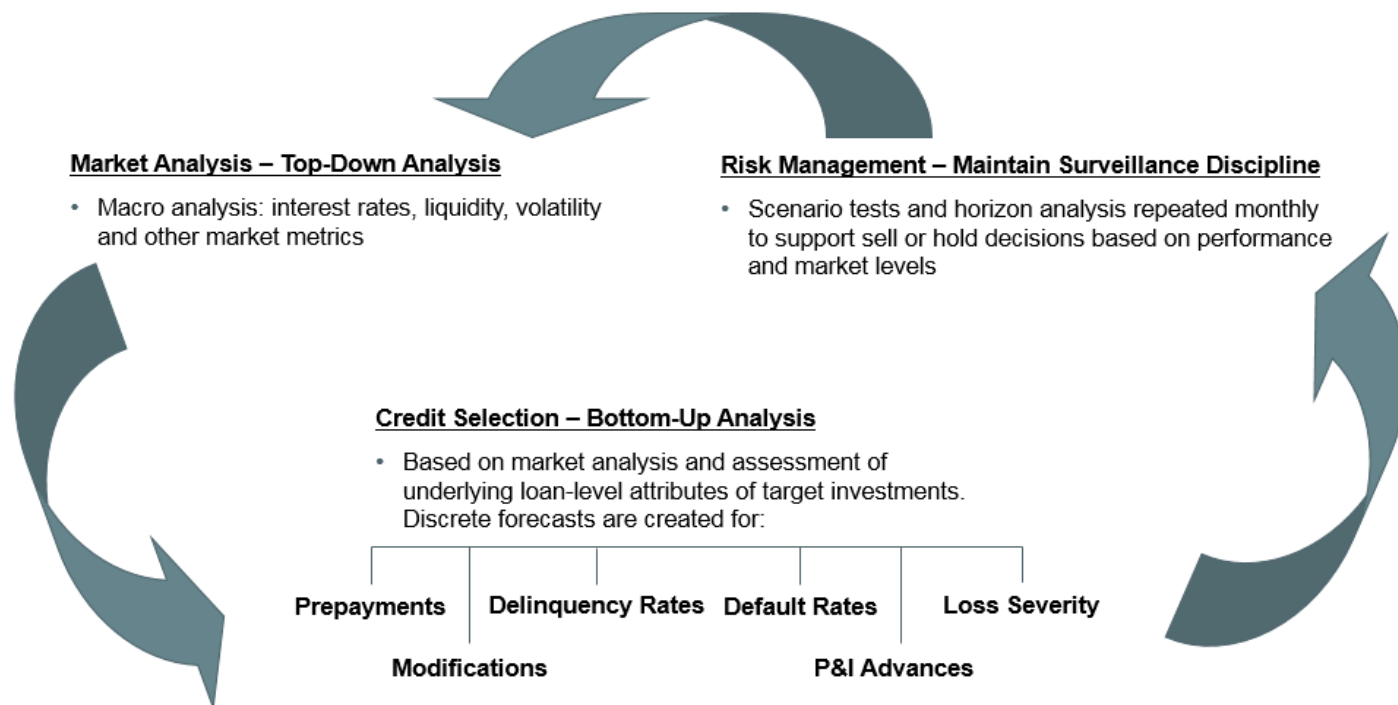 Market Analysis – Top-Down Analysis
• Macro analysis: interest rates, liquidity, volatility
and other market metrics
Risk Management – Maintain Surveillance Discipline
• Scenario tests and horizon analysis repeated monthly
to support sell or hold decisions based on performance
and market levels
Credit Selection – Bottom-Up Analysis
• Based on market analysis and assessment of
underlying loan-level attributes of target investments.
Discrete forecasts are created for:
Prepayments
Delinquency Rates
Default Rates
Loss Severity
Modifications
P&I Advances